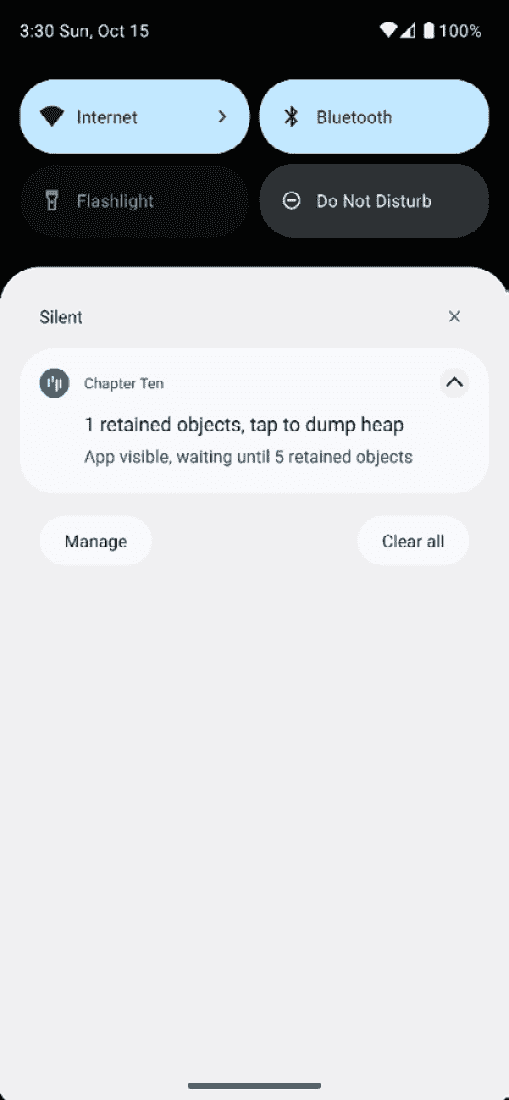 3:30 Sun, Oct 15 100%
Internet Bluetooth
Flashlight Do Not Disturb
Silent
Chapter Ten
1 retained objects, tap to dump heap
App visible, waiting until 5 retained objects
Manage Clear all